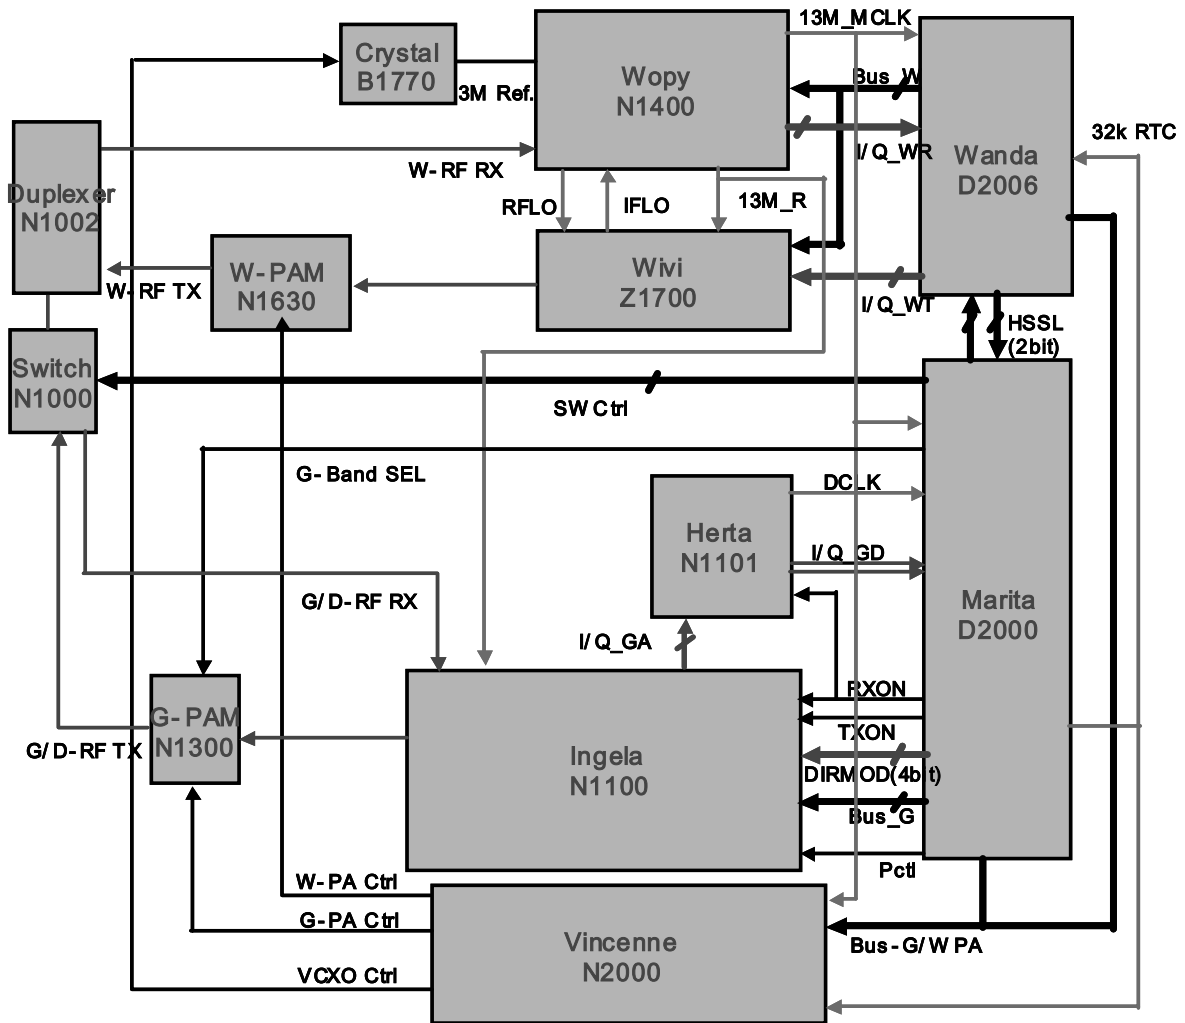 13M_MCLK
Crystal
B1770
Wopy
N1400
3M Ref.
Bus_W
I/Q_WR
32k RTC
Wanda
D2006
Duplexer
N1002
W-RF RX
RFLO
IFLO
13M_R
W-PAM
N1630
W-RF TX
Wivi
Z1700
I/Q_WT
HSSL
(2bit)
Switch
N1000
SW Ctrl
G-Band SEL
DCLK
Herta
N1101
I/Q_GD
G/D-RF RX
I/Q_GA
Marita
D2000
RXON
G-PAM
N1300
G/D-RF TX
TXON
Ingela
N1100
DIRMOD(4bit)
Bus_G
Pctl
W-PA Ctrl
G-PA Ctrl
Vincenne
N2000
Bus-G/W PA
VCXO Ctrl